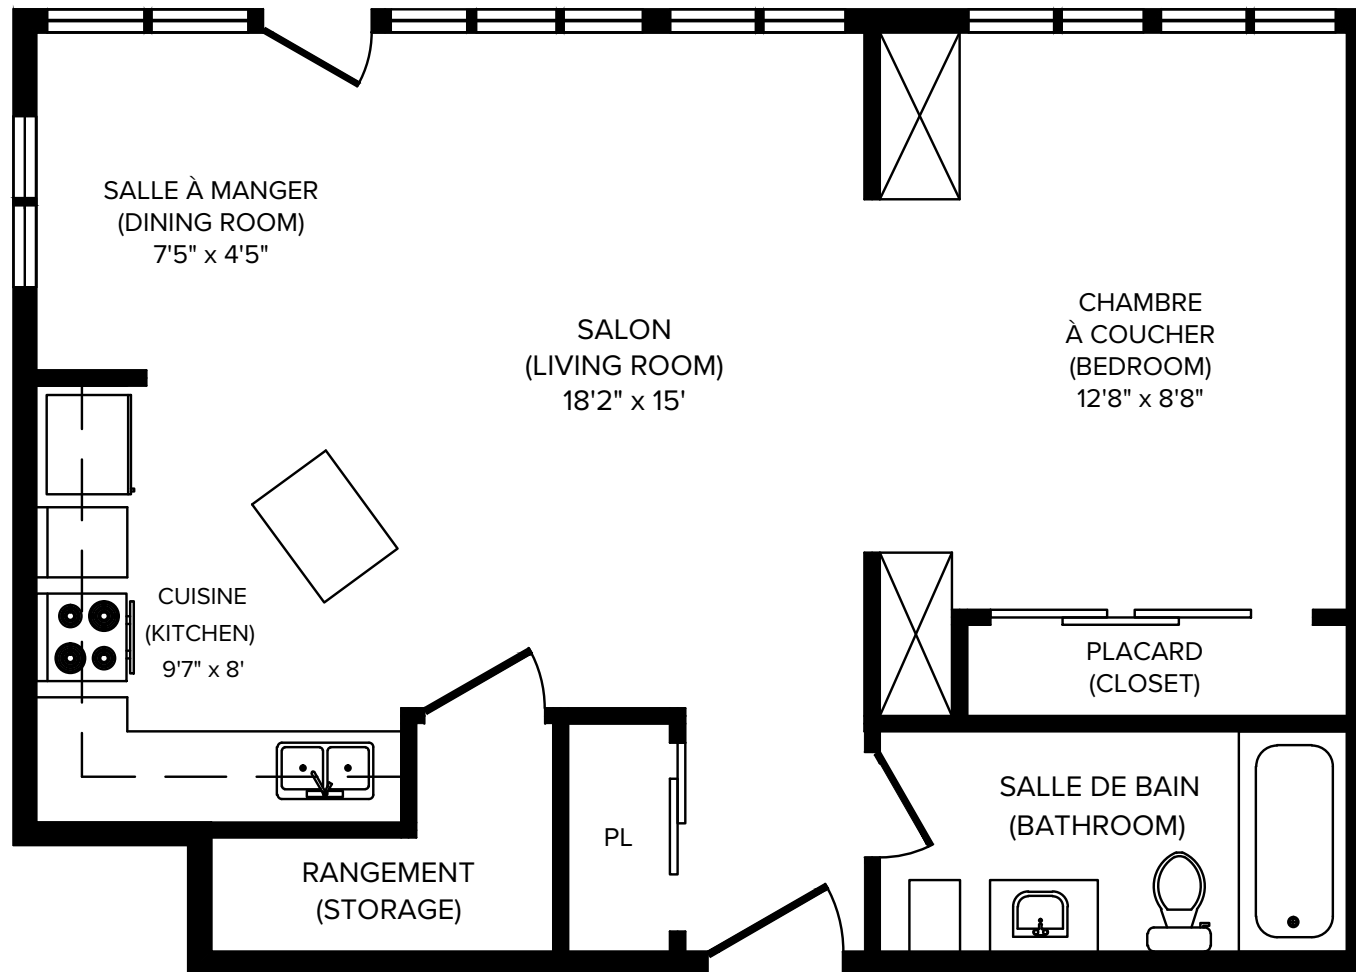 SALLE À MANGER
(DINING ROOM)
7'5" x 4'5"
SALON
(LIVING ROOM)
18'2" x 15'
CHAMBRE
À COUCHER
(BEDROOM)
12'8" x 8'8"
CUISINE
(KITCHEN)
9'7" x 8'
PLACARD
(CLOSET)
SALLE DE BAIN
(BATHROOM)
PL
RANGEMENT
(STORAGE)